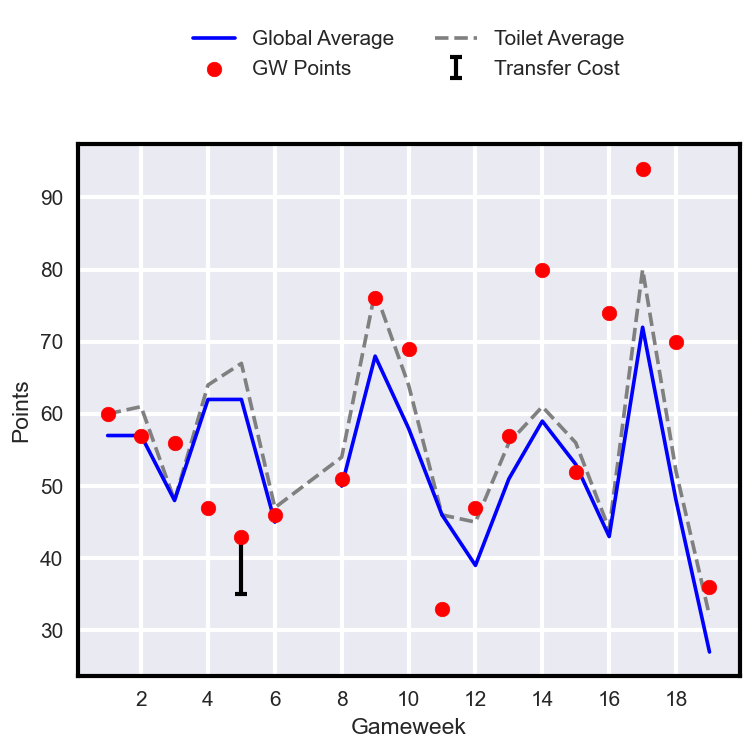 Global Average
GW Points
Toilet Average
Transfer Cost
Points
90
80
70
60
50
40
30
2 4 6 8 10 12 14 16 18
Gameweek